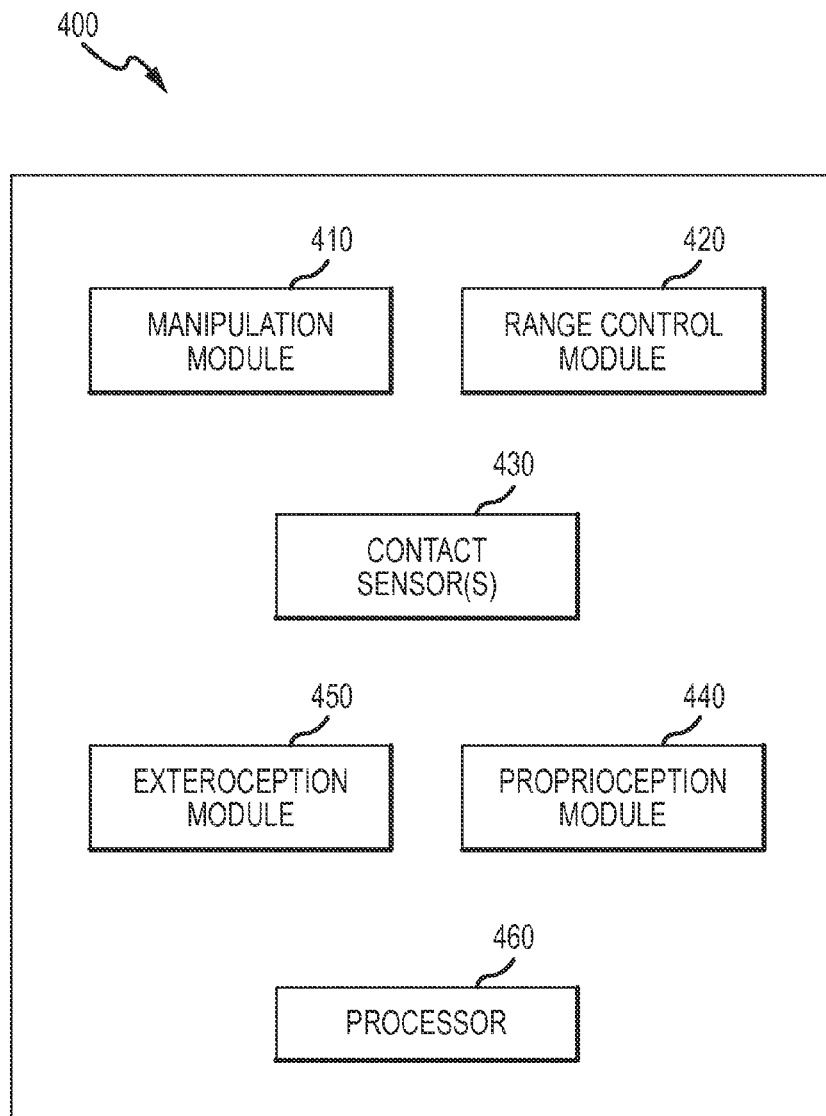 400
410
MANIPULATION
MODULE
420
RANGE CONTROL
MODULE
430
CONTACT
SENSOR(S)
450
EXTEROCEPTION
MODULE
440
PROPRIOCEPTION
MODULE
460
PROCESSOR